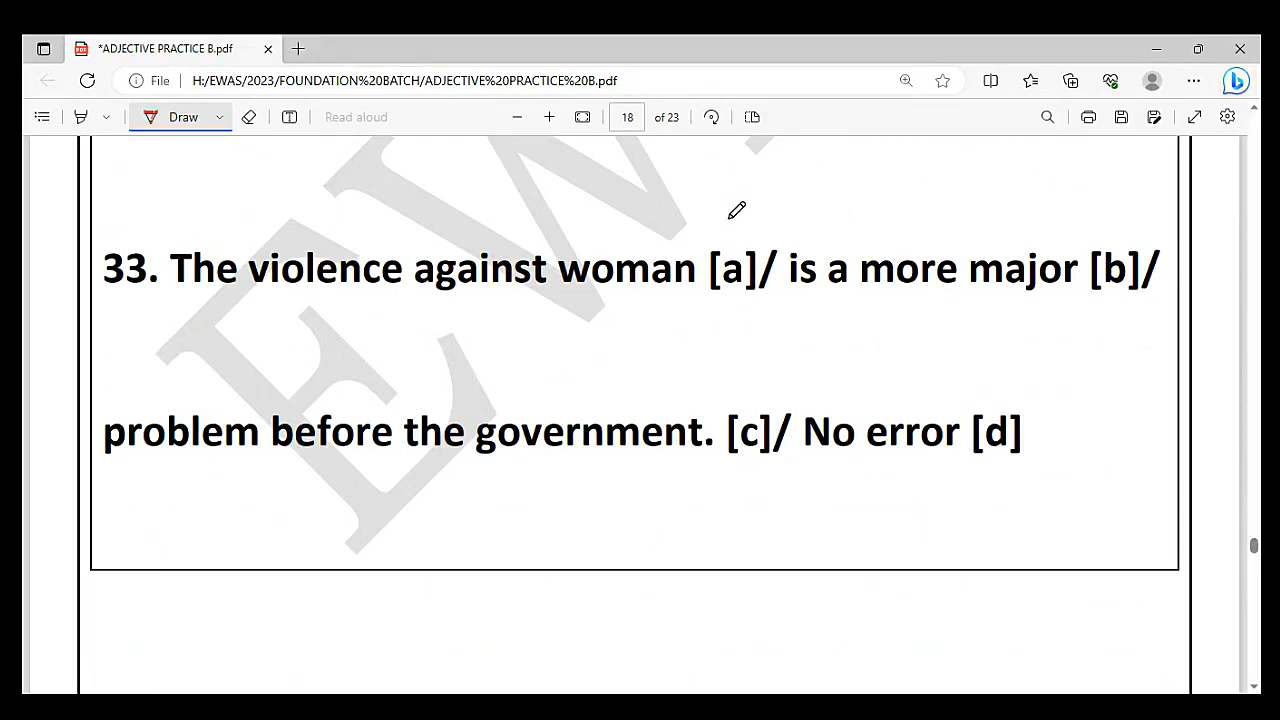 *ADJECTIVE PRACTICE B.pdf
File H:/EWAS/2023/FOUNDATION%20BATCH/ADJECTIVE%20PRACTICE%20B.pdf
Draw Read aloud 18 of 23
EW
33. The violence against woman [a]/ is a more major [b]/
problem before the government. [c]/ No error [d]